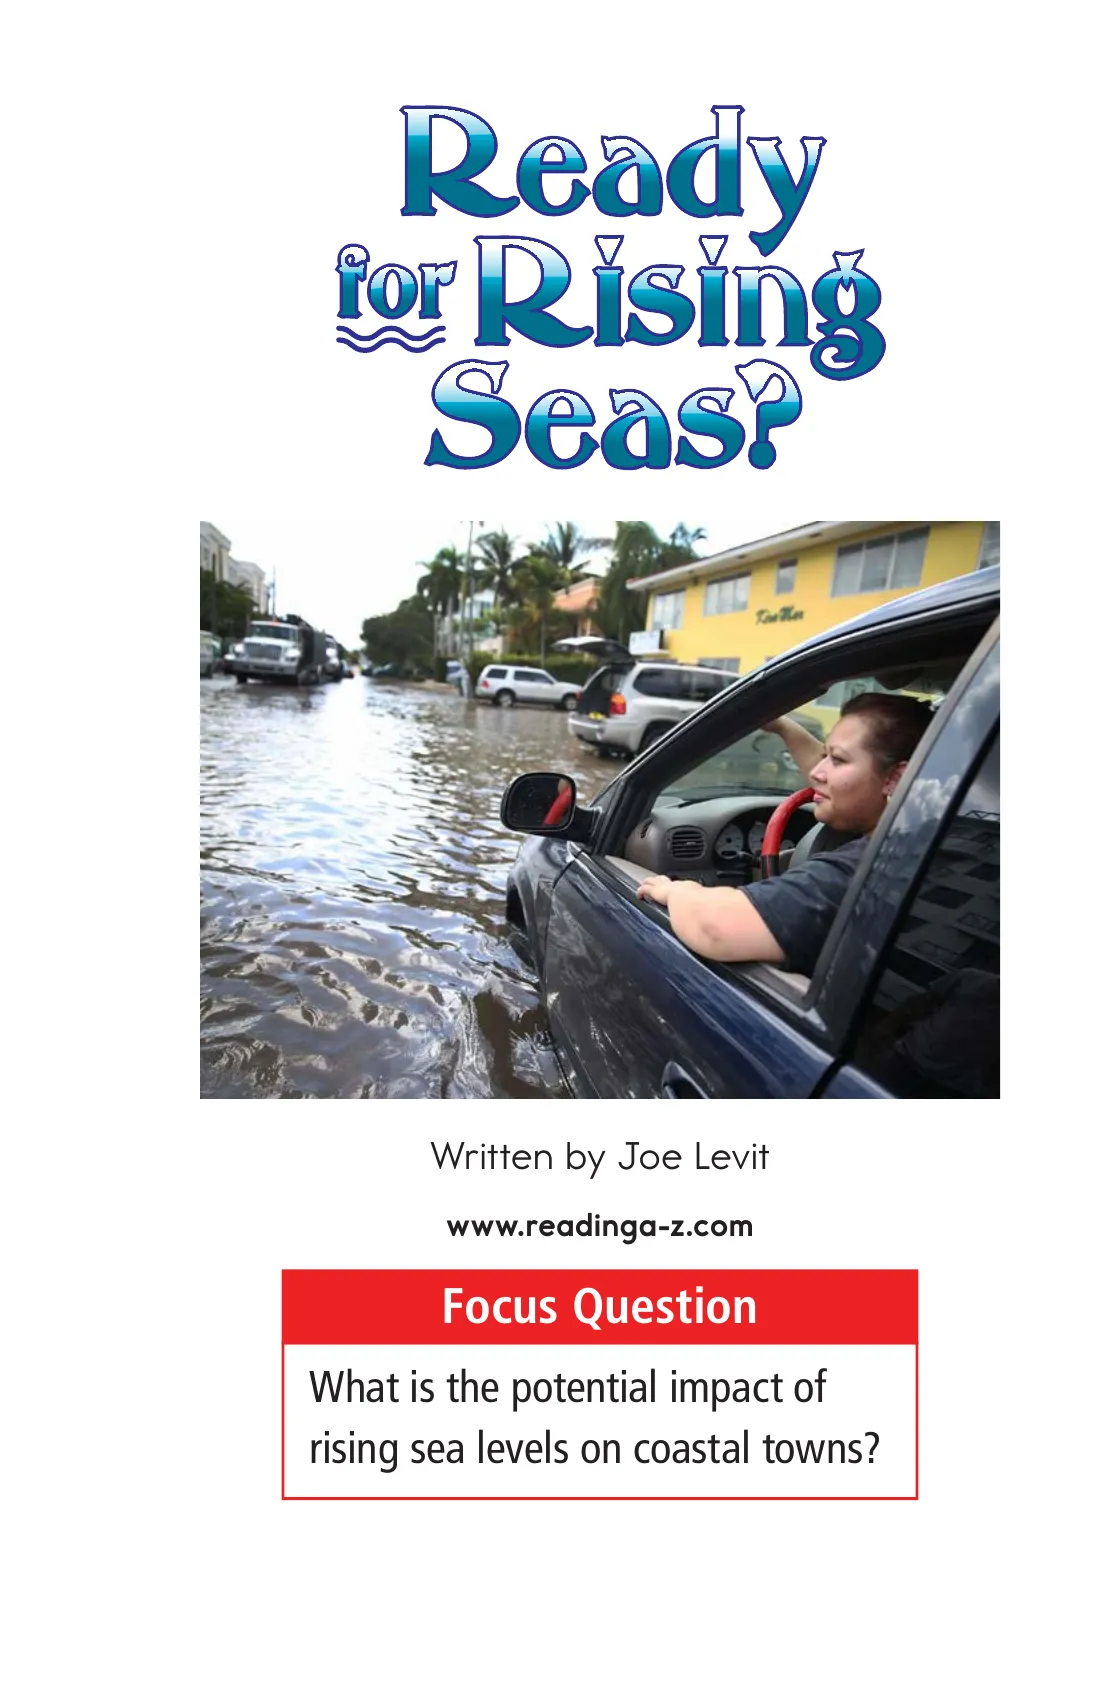 Ready
for Rising
Seas?
Written by Joe Levit
www.readinga-z.com
Focus Question
What is the potential impact of
rising sea levels on coastal towns?